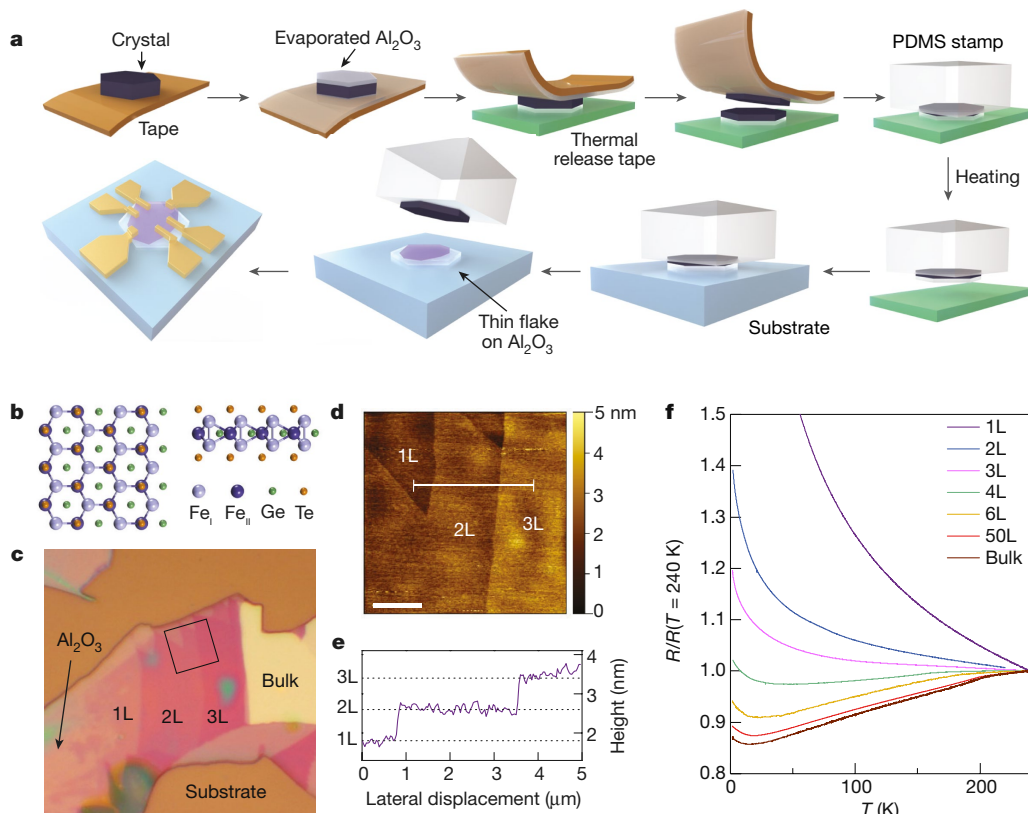 a
Crystal
Evaporated Al₂O₃
PDMS stamp
Tape
Thermal
release tape
Heating
Thin flake
on Al₂O₃
Substrate
b
Fe_I Fe_II Ge Te
c
Al₂O₃
1L 2L 3L
Bulk
Substrate
d
1L
2L
3L
5 nm
4
3
2
1
0
e
3L
2L
1L
4
3
2
Height (nm)
0 1 2 3 4 5
Lateral displacement (μm)
f
R/R(T = 240 K)
1.5
1.4
1.3
1.2
1.1
1.0
0.9
0.8
0 100 200
T (K)
1L
2L
3L
4L
6L
50L
Bulk